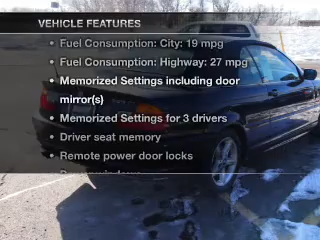 VEHICLE FEATURES
• Fuel Consumption: City: 19 mpg
• Fuel Consumption: Highway: 27 mpg
• Memorized Settings including door
mirror(s)
• Memorized Settings for 3 drivers
• Driver seat memory
• Remote power door locks